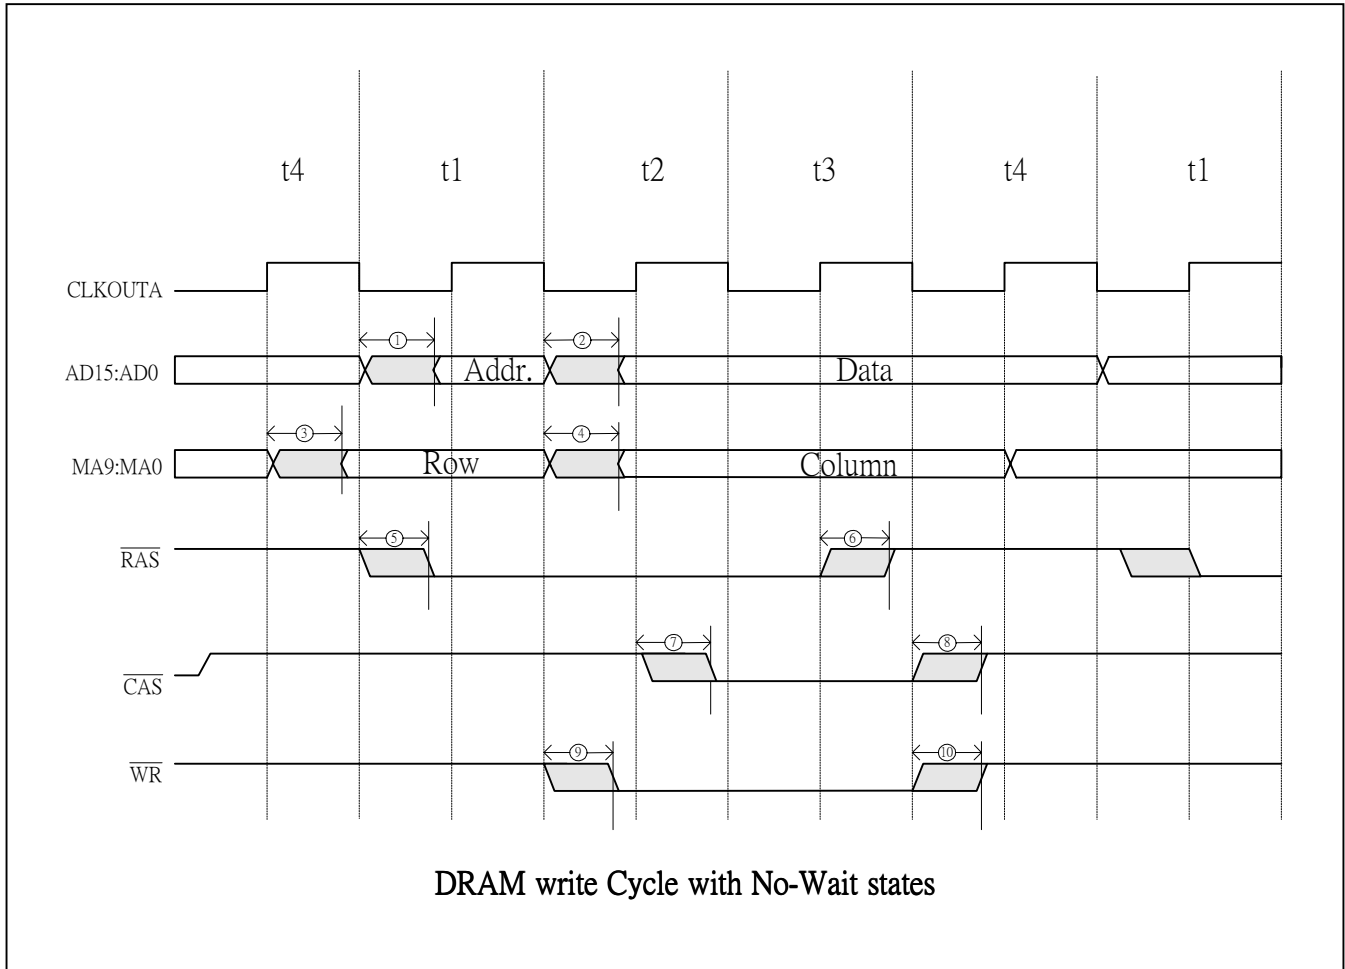 t4 t1 t2 t3 t4 t1
CLKOUTA
① ②
AD15:AD0 Addr. Data
③ ④
MA9:MA0 Row Column
⑤ ⑥
RAS
⑦ ⑧
CAS
⑨ ⑩
WR
DRAM write Cycle with No-Wait states